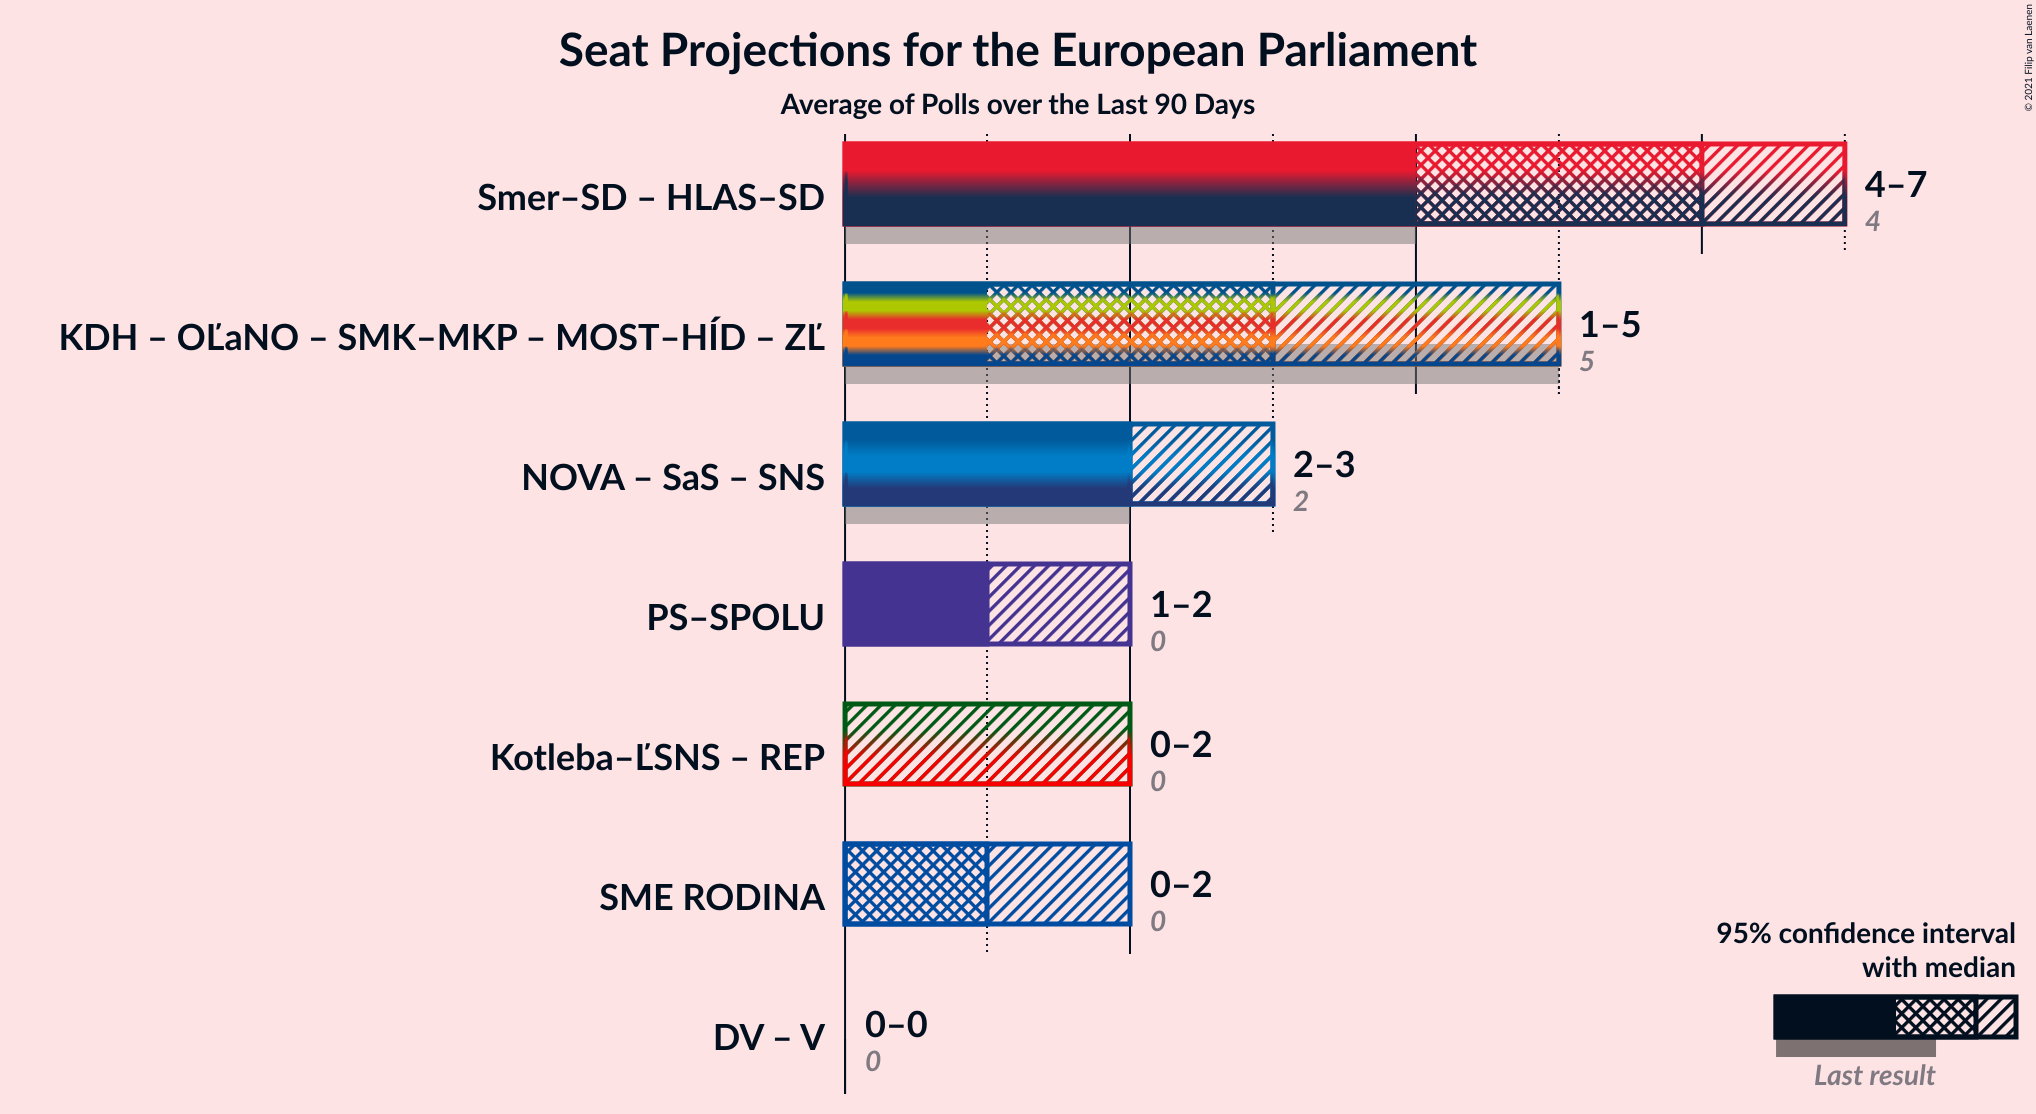 Seat Projections for the European Parliament
Average of Polls over the Last 90 Days
© 2021 Filip van Laenen
Smer–SD – HLAS–SD
4–7
4
KDH – OĽaNO – SMK–MKP – MOST–HÍD – ZĽ
1–5
5
NOVA – SaS – SNS
2–3
2
PS–SPOLU
1–2
0
Kotleba–ĽSNS – REP
0–2
0
SME RODINA
0–2
0
DV – V
0–0
0
95% confidence interval
with median
Last result